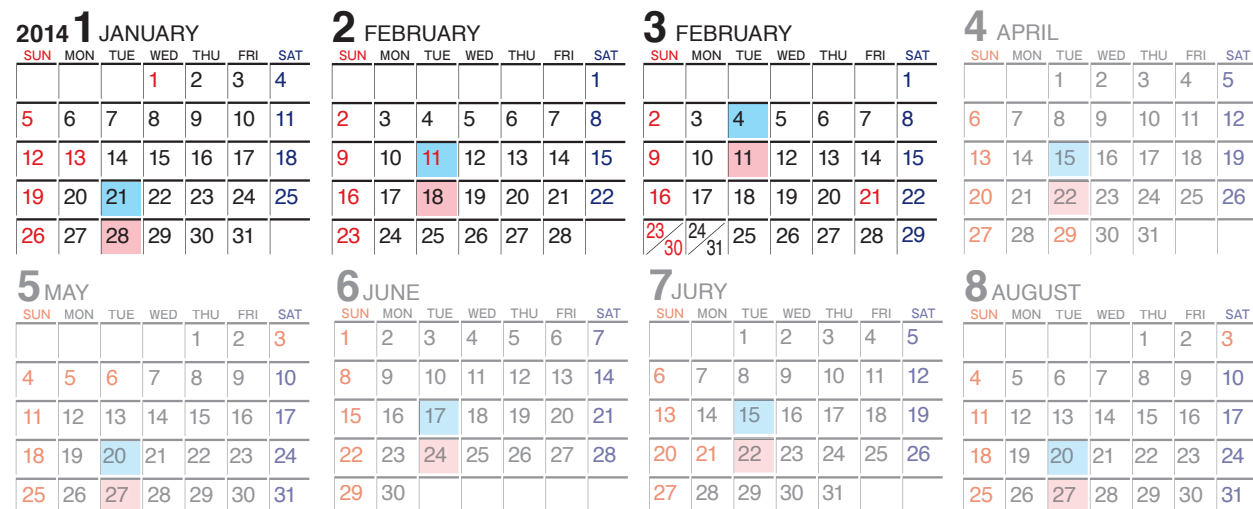 2014 1 JANUARY
SUN MON TUE WED THU FRI SAT
1 2 3 4
5 6 7 8 9 10 11
12 13 14 15 16 17 18
19 20 21 22 23 24 25
26 27 28 29 30 31
2 FEBRUARY
SUN MON TUE WED THU FRI SAT
1
2 3 4 5 6 7 8
9 10 11 12 13 14 15
16 17 18 19 20 21 22
23 24 25 26 27 28
3 FEBRUARY
SUN MON TUE WED THU FRI SAT
1
2 3 4 5 6 7 8
9 10 11 12 13 14 15
16 17 18 19 20 21 22
23/30 24/31 25 26 27 28 29
4 APRIL
SUN MON TUE WED THU FRI SAT
1 2 3 4 5
6 7 8 9 10 11 12
13 14 15 16 17 18 19
20 21 22 23 24 25 26
27 28 29 30 31
5 MAY
SUN MON TUE WED THU FRI SAT
1 2 3
4 5 6 7 8 9 10
11 12 13 14 15 16 17
18 19 20 21 22 23 24
25 26 27 28 29 30 31
6 JUNE
SUN MON TUE WED THU FRI SAT
1 2 3 4 5 6 7
8 9 10 11 12 13 14
15 16 17 18 19 20 21
22 23 24 25 26 27 28
29 30
7 JURY
SUN MON TUE WED THU FRI SAT
1 2 3 4 5
6 7 8 9 10 11 12
13 14 15 16 17 18 19
20 21 22 23 24 25 26
27 28 29 30 31
8 AUGUST
SUN MON TUE WED THU FRI SAT
1 2 3
4 5 6 7 8 9 10
11 12 13 14 15 16 17
18 19 20 21 22 23 24
25 26 27 28 29 30 31